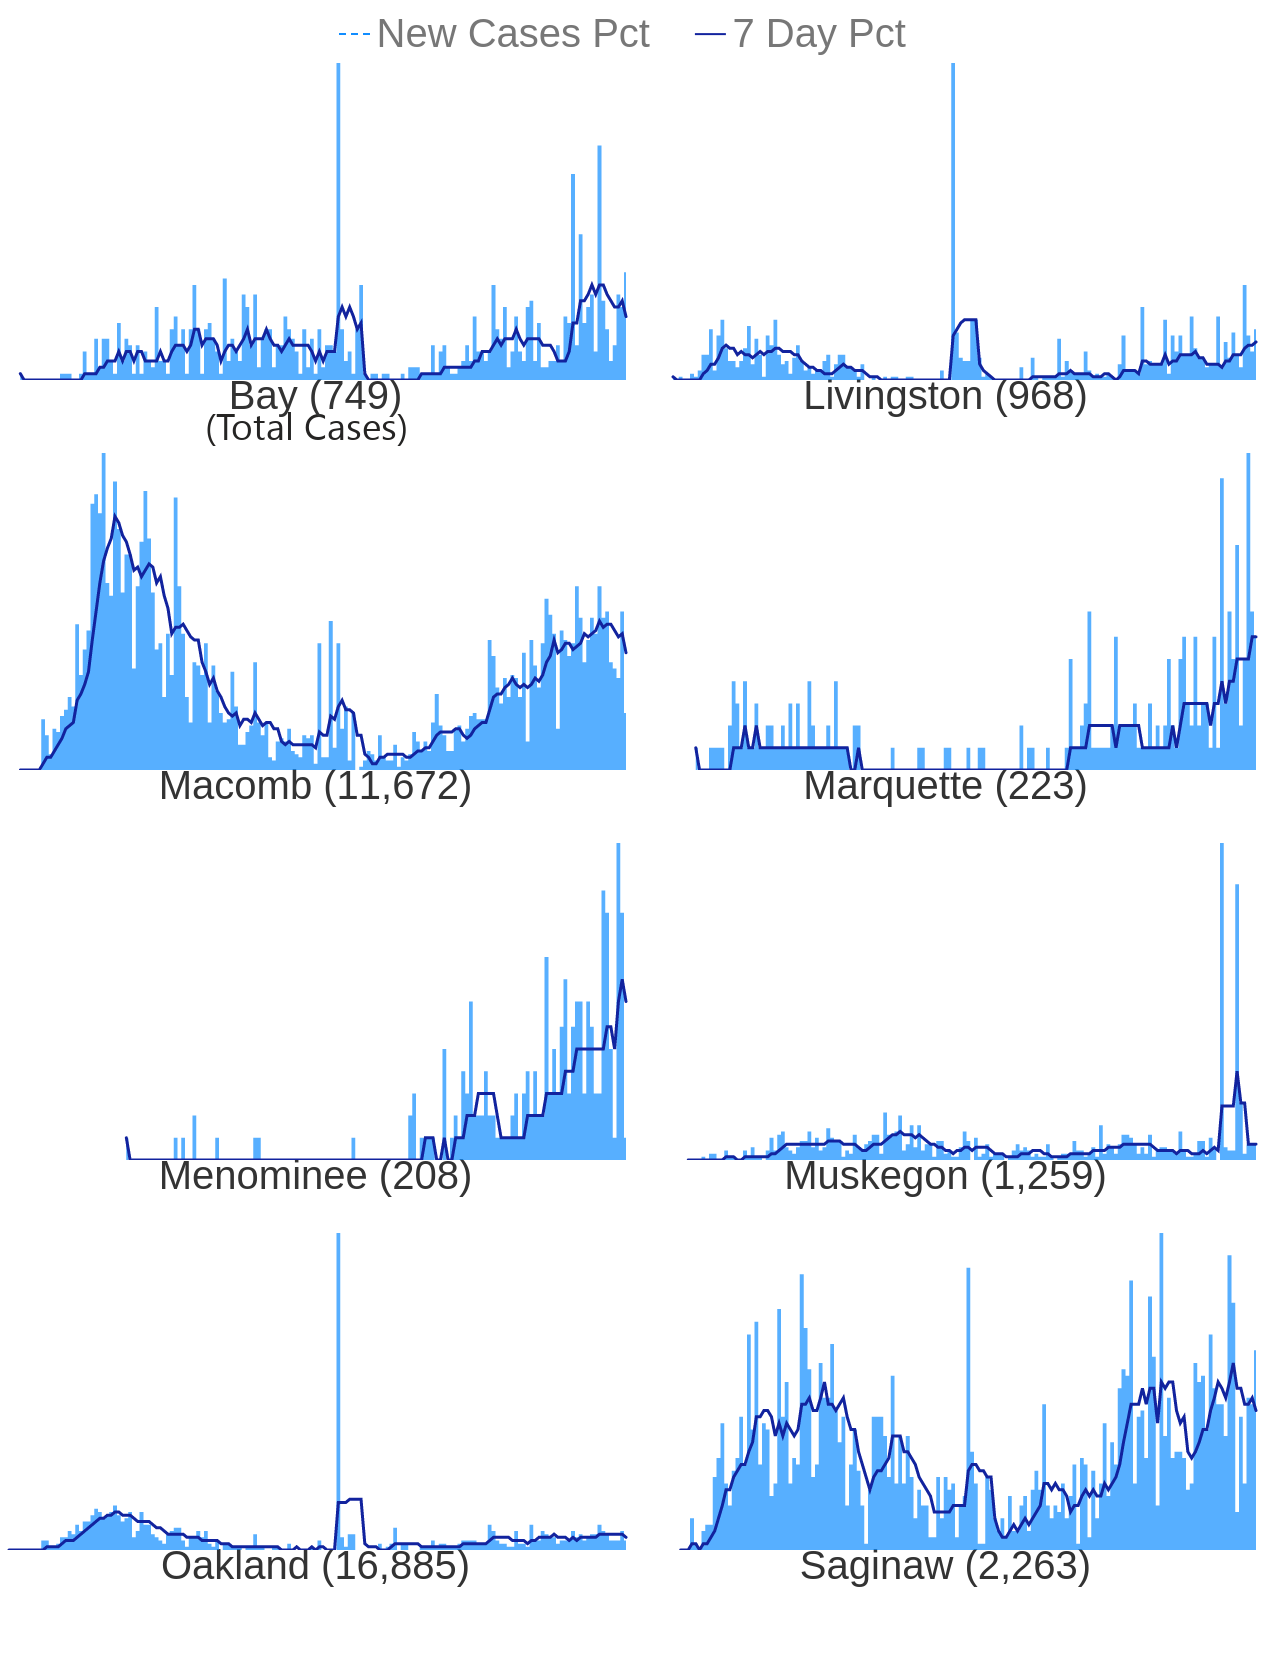 New Cases Pct 7 Day Pct
Bay (749) Livingston (968)
(Total Cases)
Macomb (11,672) Marquette (223)
Menominee (208) Muskegon (1,259)
Oakland (16,885) Saginaw (2,263)